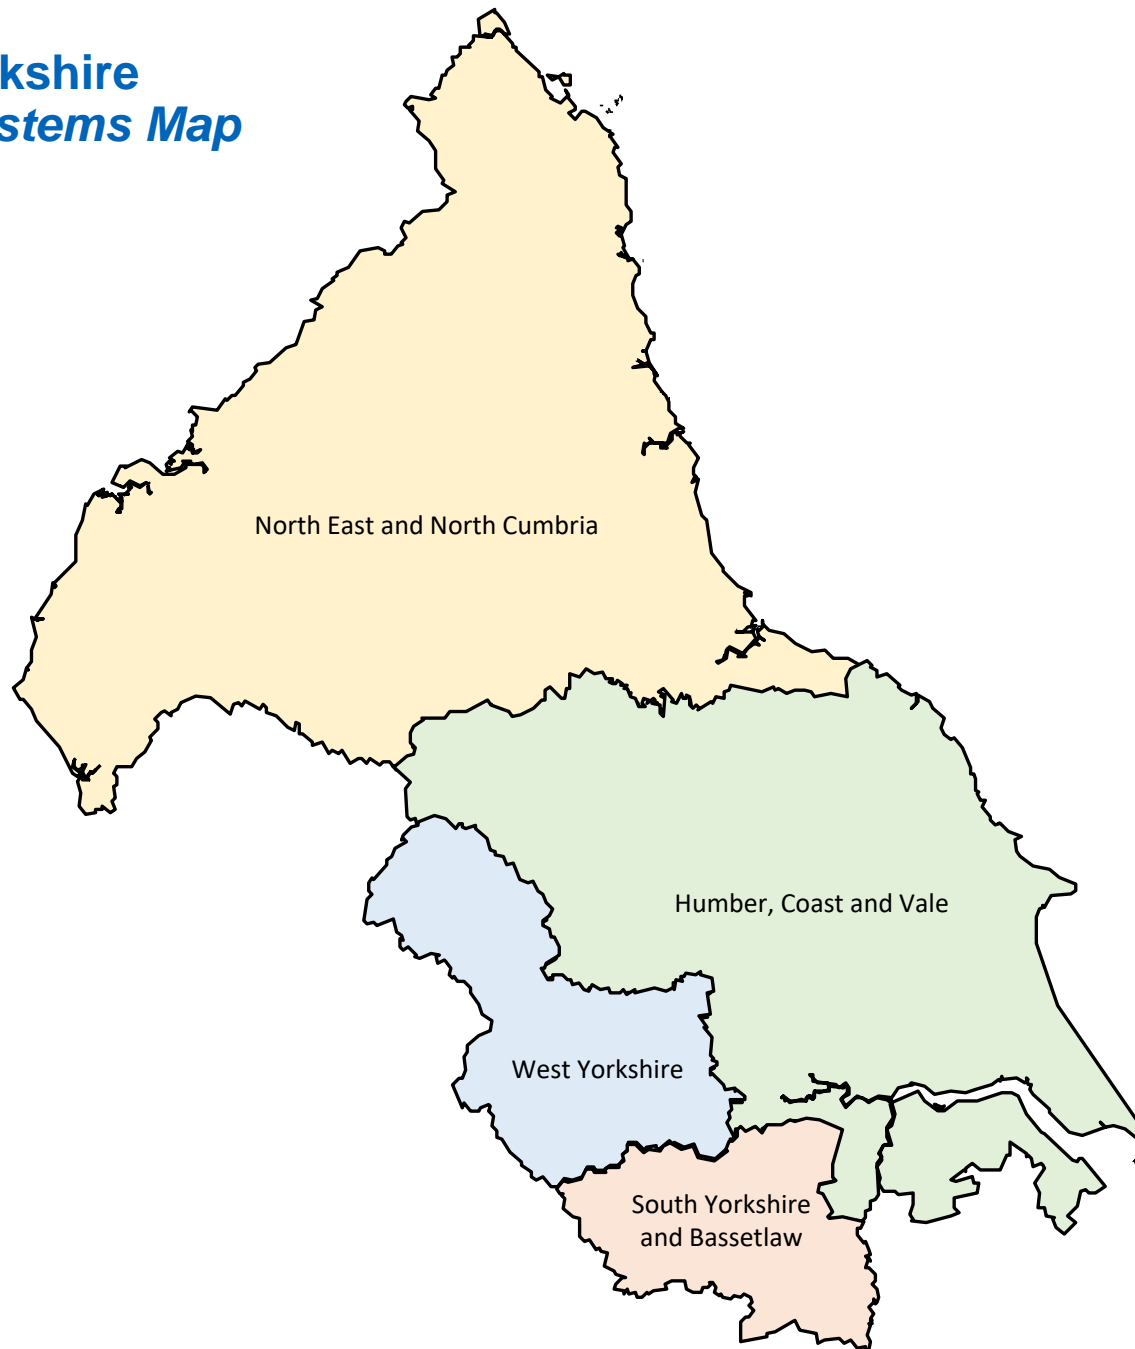 kshire
stems Map
North East and North Cumbria
Humber, Coast and Vale
West Yorkshire
South Yorkshire
and Bassetlaw